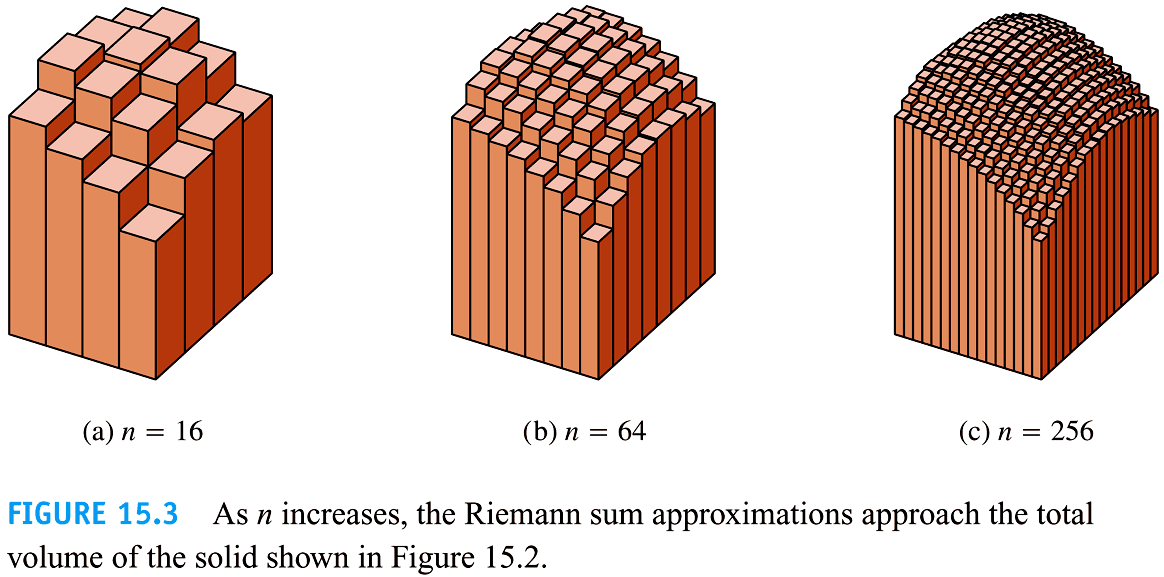 (a) n = 16
(b) n = 64
(c) n = 256
FIGURE 15.3 As n increases, the Riemann sum approximations approach the total
volume of the solid shown in Figure 15.2.